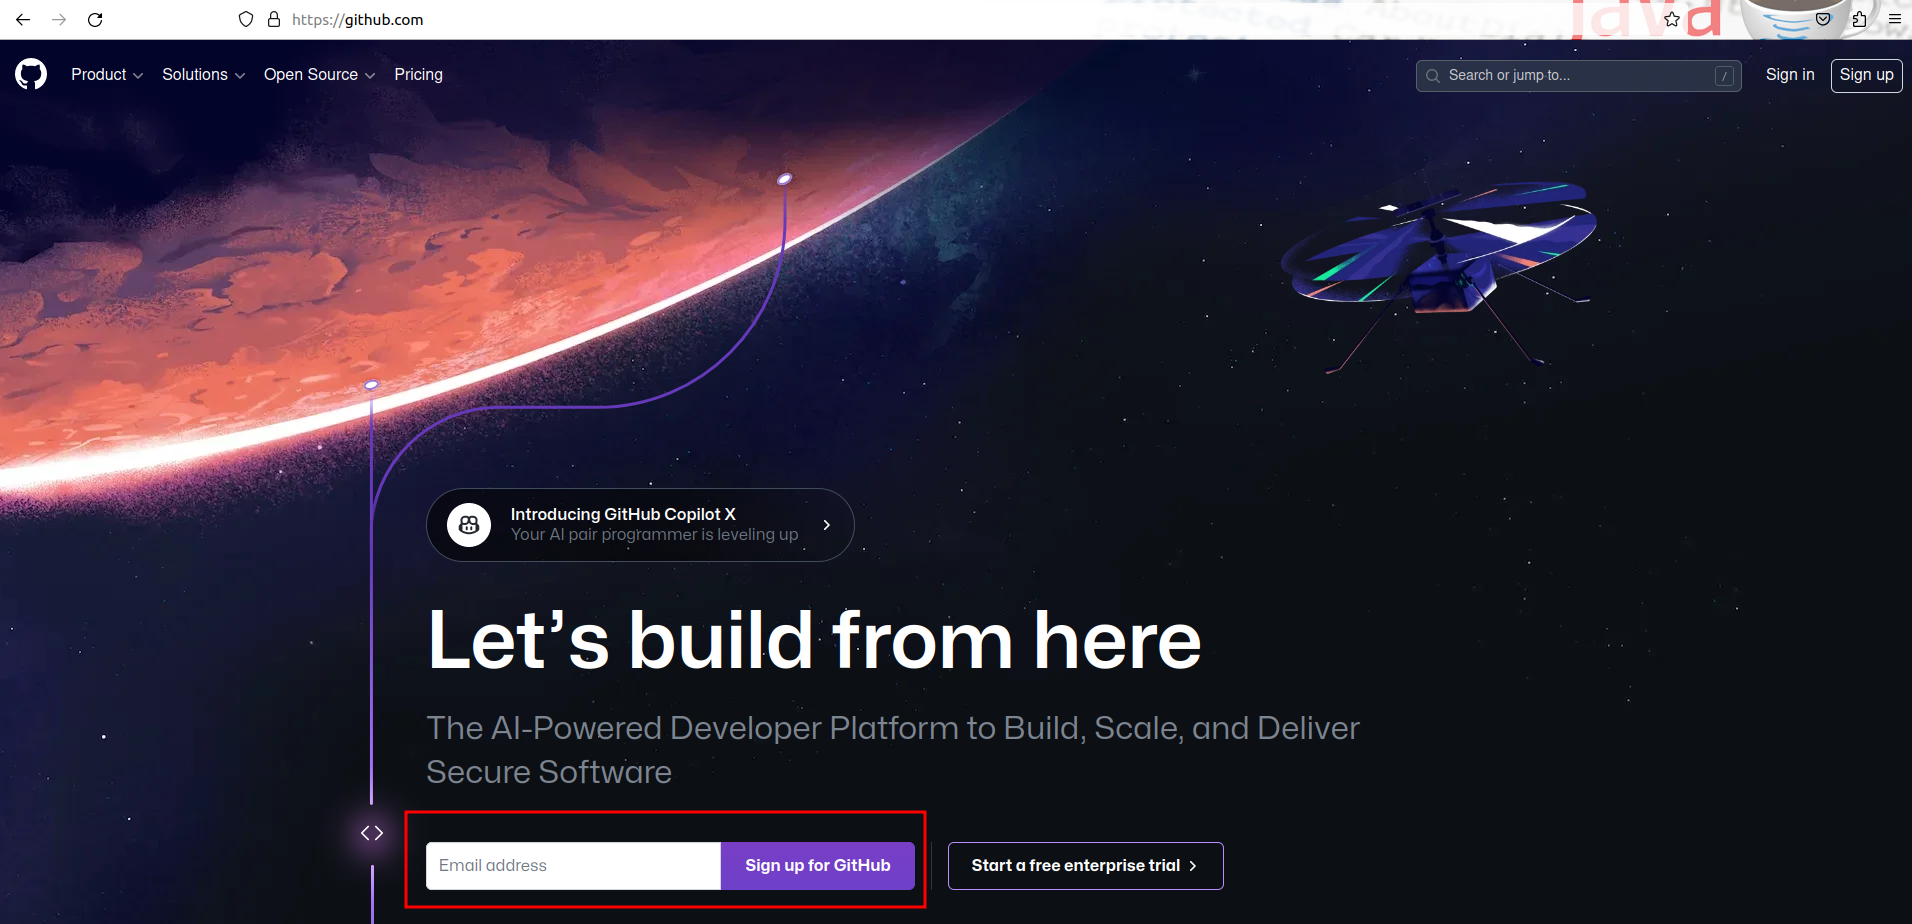 https://github.com
java
Product
Solutions
Open Source
Pricing
Search or jump to...
/
Sign in
Sign up
Introducing GitHub Copilot X
Your AI pair programmer is leveling up
Let’s build from here
The AI-Powered Developer Platform to Build, Scale, and Deliver
Secure Software
Email address
Sign up for GitHub
Start a free enterprise trial